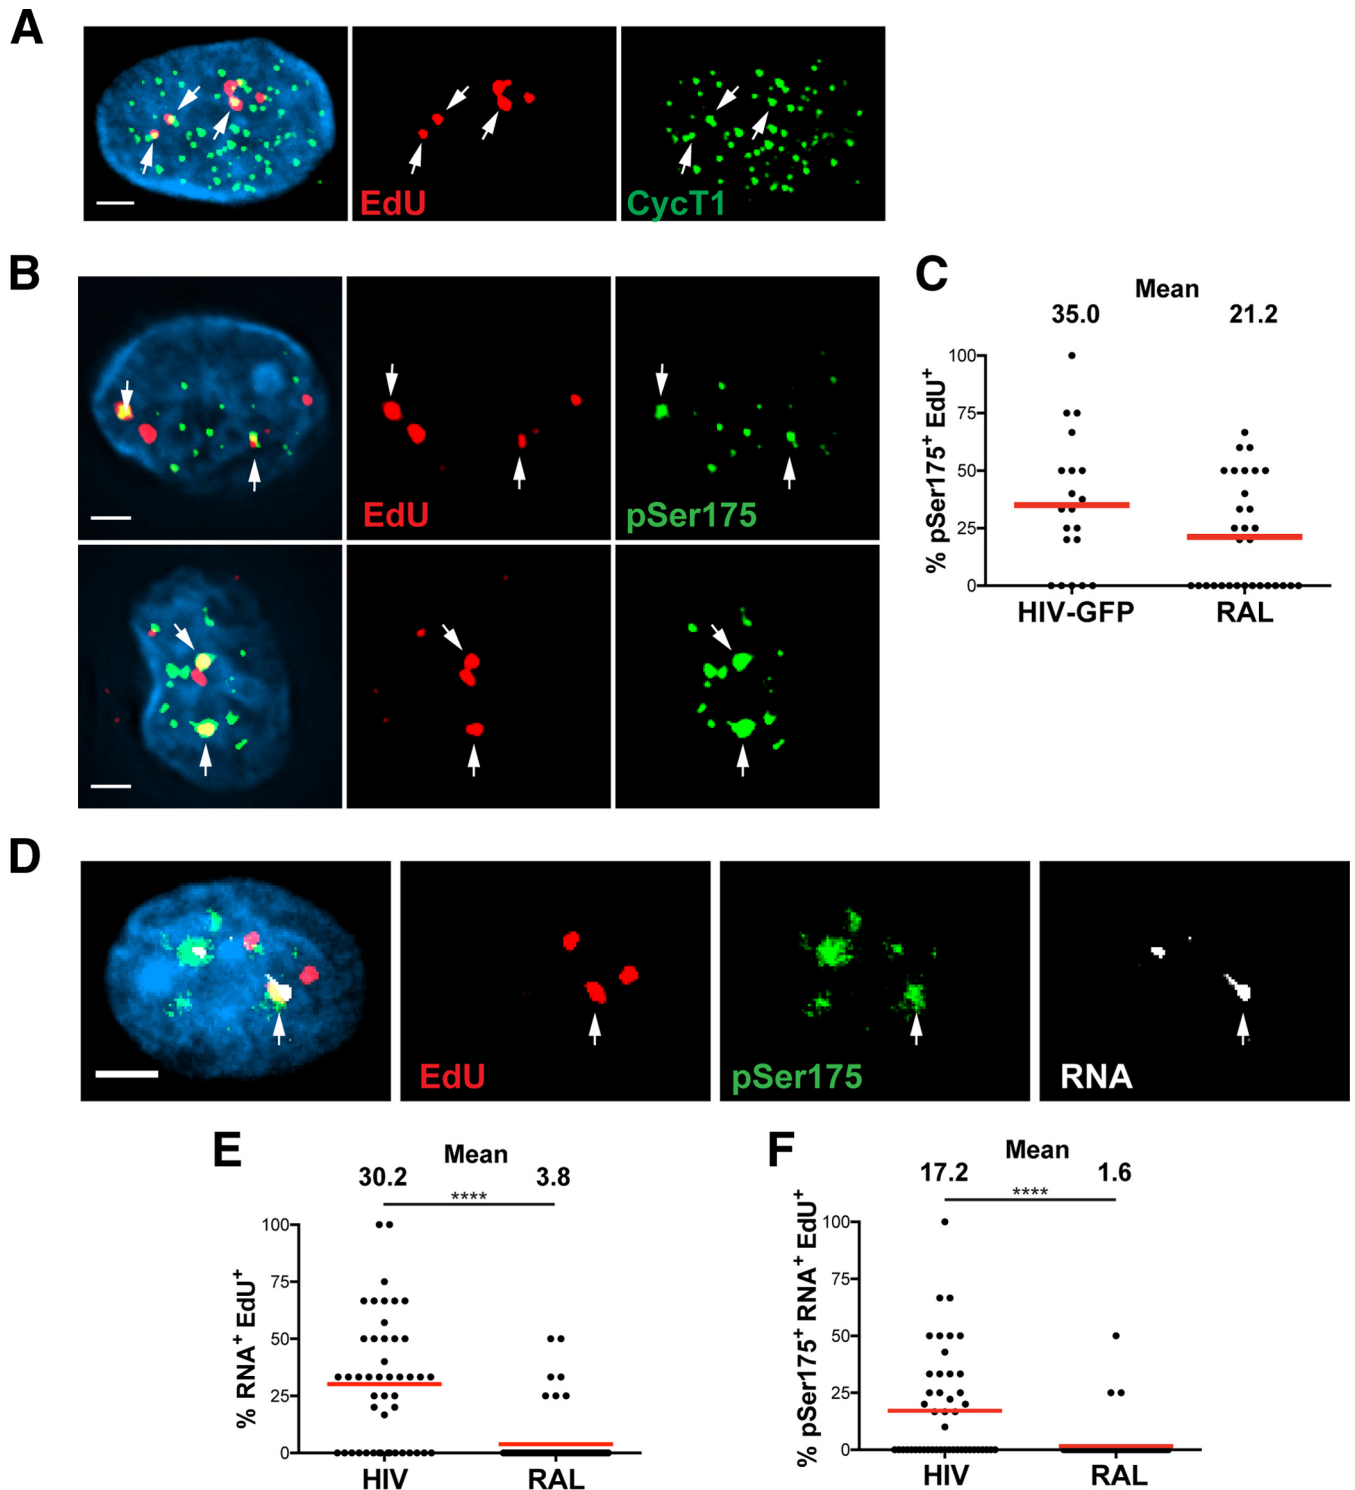 A
EdU
CycT1
B
EdU
pSer175
C
Mean
35.0 21.2
% pSer175+ EdU+
100
75
50
25
0
HIV-GFP RAL
D
EdU
pSer175
RNA
E
Mean
30.2 3.8
****
% RNA+ EdU+
100
75
50
25
0
HIV RAL
F
Mean
17.2 1.6
****
% pSer175+ RNA+ EdU+
100
75
50
25
0
HIV RAL